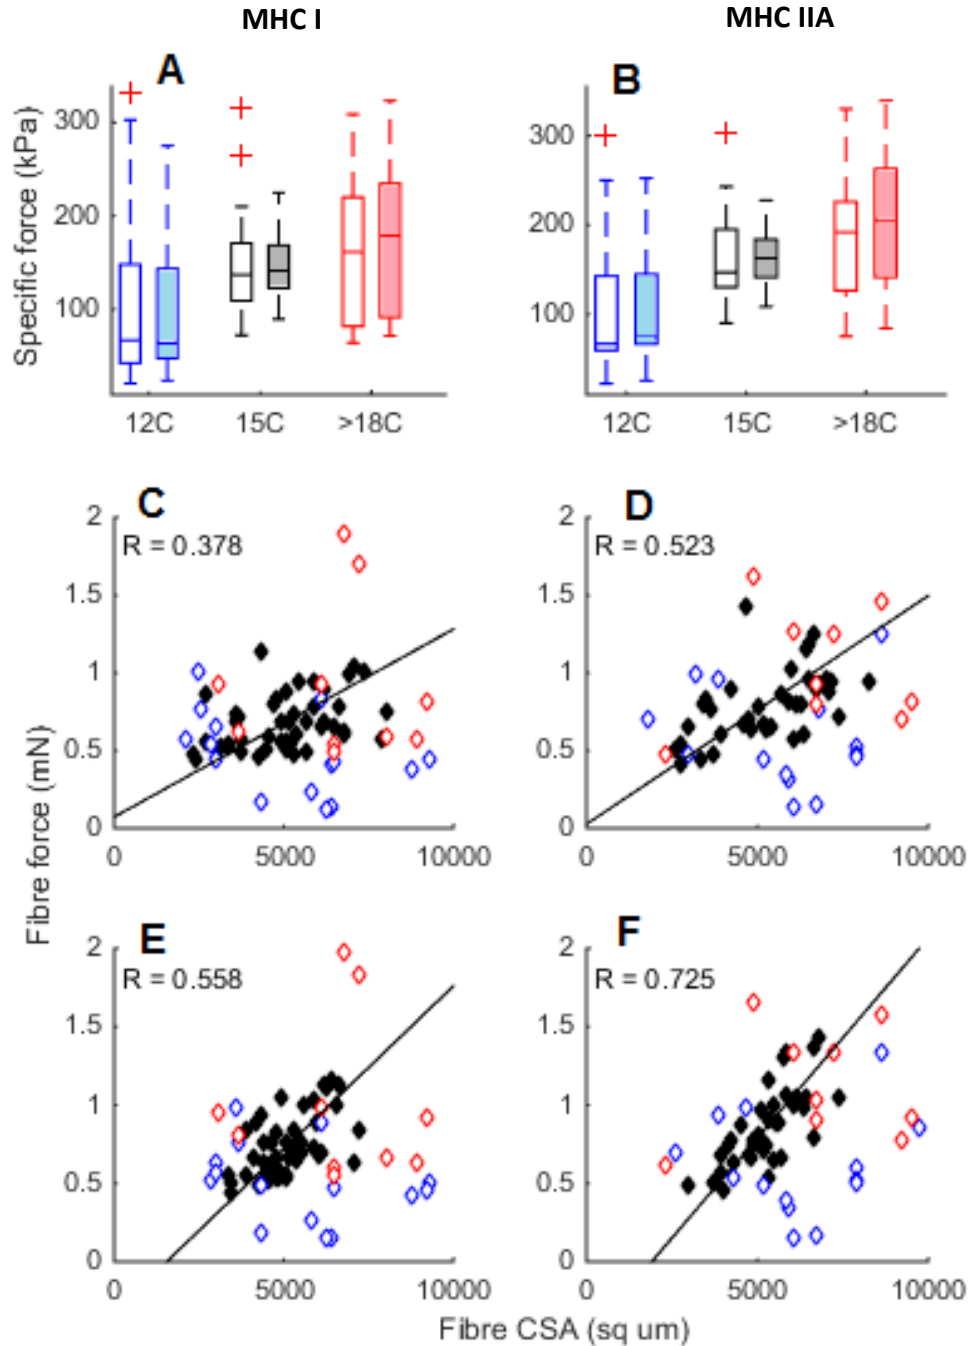 MHC I
MHC IIA
A
B
Specific force (kPa)
300
200
100
12C 15C >18C
300
200
100
12C 15C >18C
C
D
R = 0.378
R = 0.523
2
1.5
1
0.5
0
0 5000 10000
2
1.5
1
0.5
0
0 5000 10000
Fibre force (mN)
E
F
R = 0.558
R = 0.725
2
1.5
1
0.5
0
0 5000 10000
2
1.5
1
0.5
0
0 5000 10000
Fibre CSA (sq um)